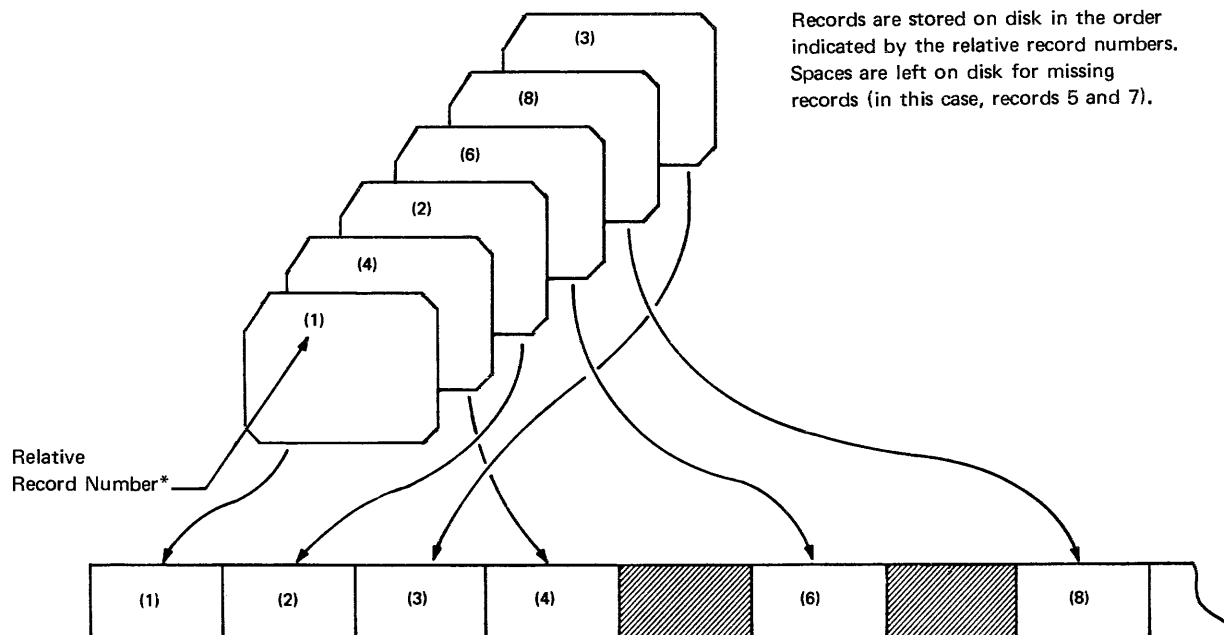 Records are stored on disk in the order
indicated by the relative record numbers.
Spaces are left on disk for missing
records (in this case, records 5 and 7).
(3)
(8)
(6)
(2)
(4)
(1)
Relative
Record Number*
(1) (2) (3) (4) (6) (8)